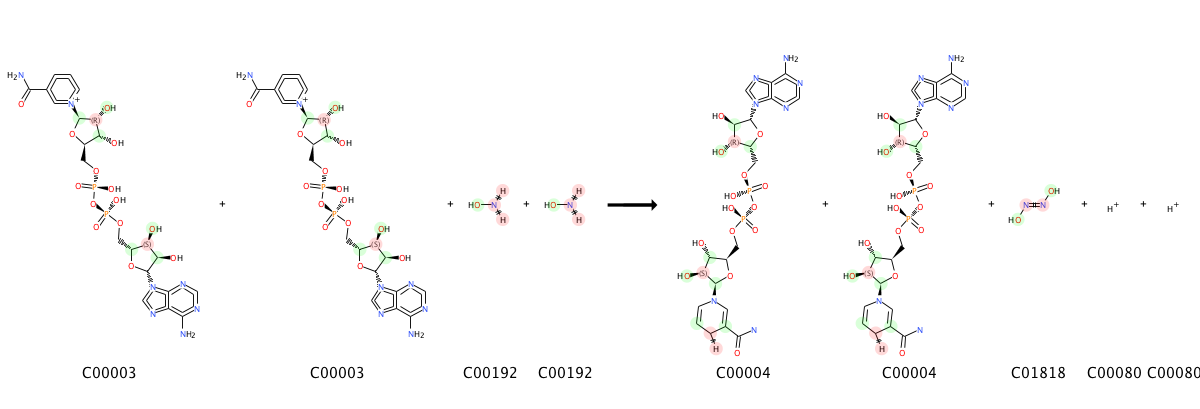 H₂N O N + OH (R) O OH O O P OH OH O P O O OH (S) OH O N N N N N NH₂
+
H₂N O N + OH (R) O OH O O P OH OH O P O O OH (S) OH O N N N N N NH₂
+
HO N H H
+
HO N H H
NH₂ N N N N HO HO (R) O O HO P O O HO P O O HO HO (S) O N H O N
+
NH₂ N N N N HO HO (R) O O HO P O O HO P O O HO HO (S) O N H O N
+
HO N N OH
+
H⁺
+
H⁺
C00003 C00003 C00192 C00192 C00004 C00004 C01818 C00080 C00080